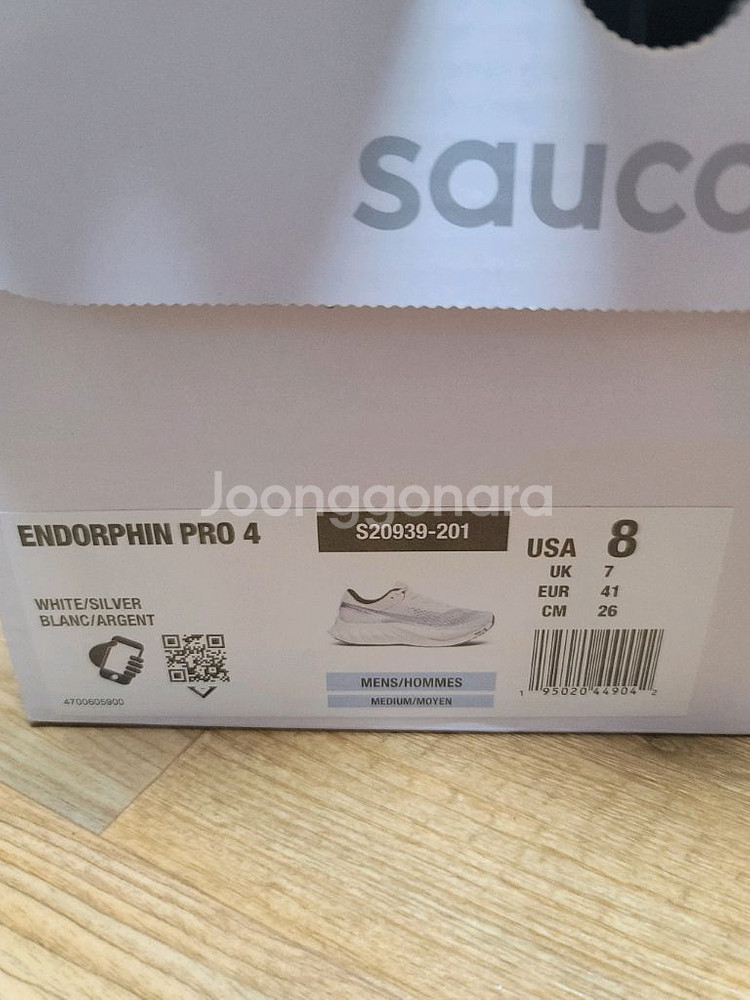 sauco
Joonggonara
ENDORPHIN PRO 4
S20939-201
USA 8
UK 7
EUR 41
CM 26
WHITE/SILVER
BLANC/ARGENT
MENS/HOMMES
MEDIUM/MOYEN
4700605900
1 95020 44904 2